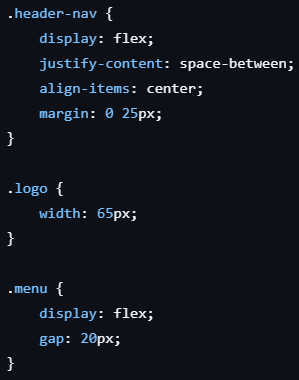 .header-nav {
    display: flex;
    justify-content: space-between;
    align-items: center;
    margin: 0 25px;
}

.logo {
    width: 65px;
}

.menu {
    display: flex;
    gap: 20px;
}